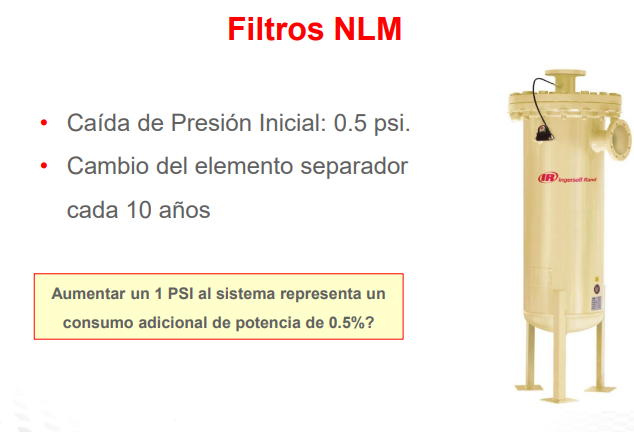 Filtros NLM
• Caída de Presión Inicial: 0.5 psi.
• Cambio del elemento separador
cada 10 años
Aumentar un 1 PSI al sistema representa un
consumo adicional de potencia de 0.5%?
IR Ingersoll Rand